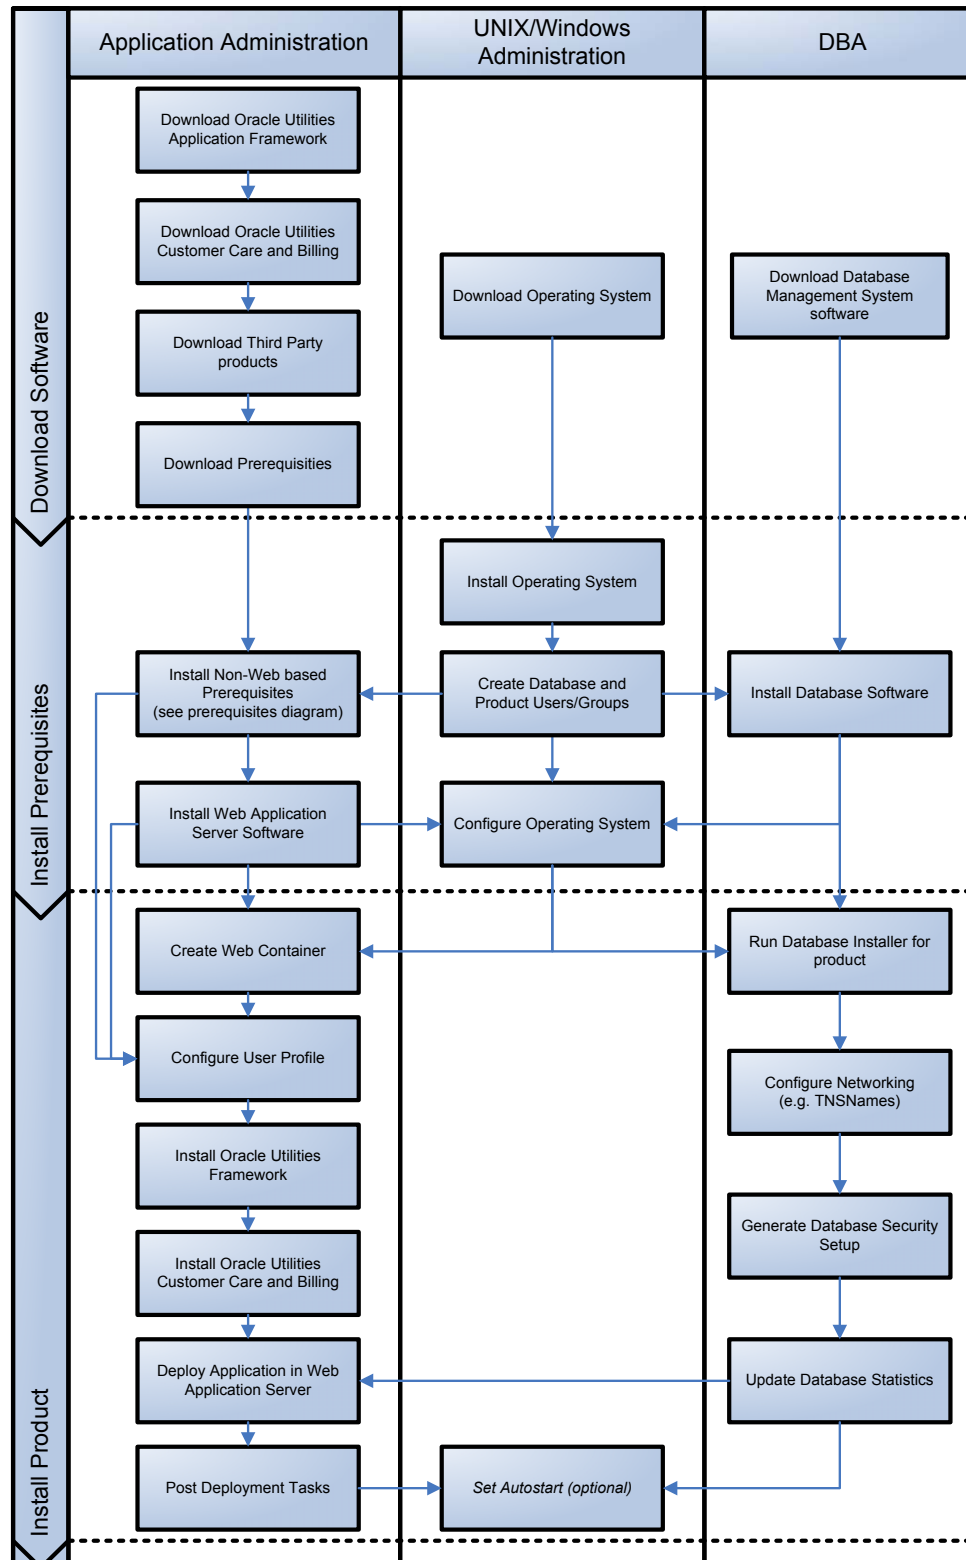 Application Administration
UNIX/Windows
Administration
DBA
Download Software
Download Oracle Utilities
Application Framework
Download Oracle Utilities
Customer Care and Billing
Download Third Party
products
Download Prerequisities
Download Operating System
Download Database
Management System
software
Install Prerequisites
Install Operating System
Install Non-Web based
Prerequisites
(see prerequisites diagram)
Create Database and
Product Users/Groups
Install Database Software
Install Web Application
Server Software
Configure Operating System
Install Product
Create Web Container
Run Database Installer for
product
Configure User Profile
Configure Networking
(e.g. TNSNames)
Install Oracle Utilities
Framework
Generate Database Security
Setup
Install Oracle Utilities
Customer Care and Billing
Deploy Application in Web
Application Server
Update Database Statistics
Post Deployment Tasks
Set Autostart (optional)